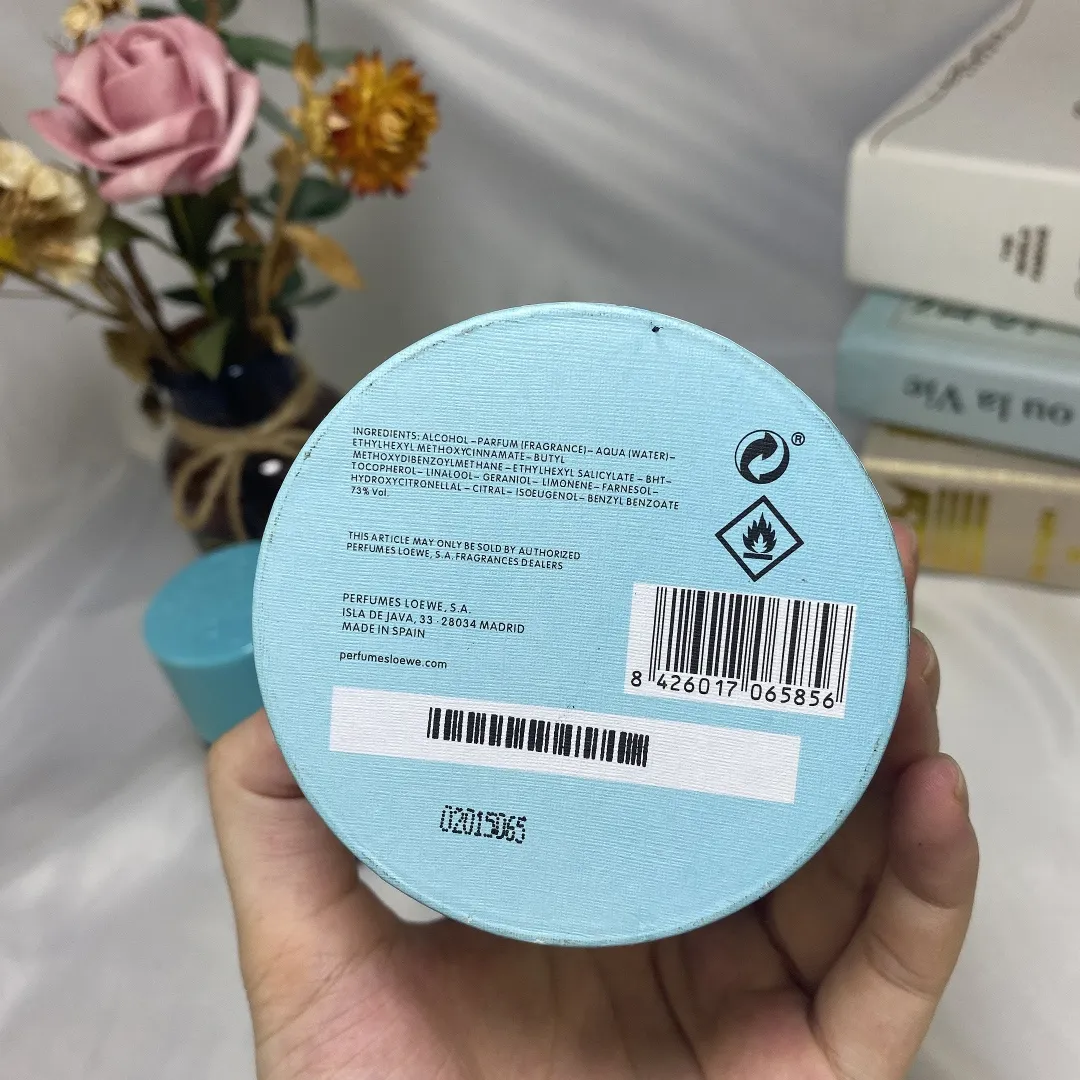 INGREDIENTS: ALCOHOL – PARFUM (FRAGRANCE) – AQUA (WATER) –
ETHYLHEXYL METHOXYCINNAMATE – BUTYL
METHOXYDIBENZOYLMETHANE – ETHYLHEXYL SALICYLATE – BHT –
TOCOPHEROL – LINALOOL – GERANIOL – LIMONENE – FARNESOL –
HYDROXYCITRONELLAL – CITRAL – ISOEUGENOL – BENZYL BENZOATE
73% Vol.
®
THIS ARTICLE MAY ONLY BE SOLD BY AUTHORIZED
PERFUMES LOEWE, S.A. FRAGRANCES DEALERS
PERFUMES LOEWE, S.A.
ISLA DE JAVA, 33 · 28034 MADRID
MADE IN SPAIN
perfumesloewe.com
8 426017 065856
02015065
ou la Vie